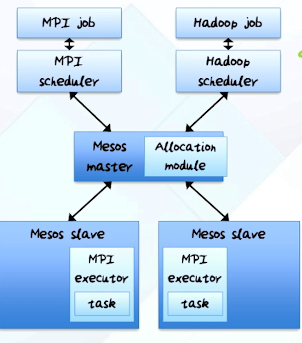 MPI job
Hadoop job
MPI
scheduler
Hadoop
scheduler
Mesos
master
Allocation
module
Mesos slave
MPI
executor
task
Mesos slave
MPI
executor
task